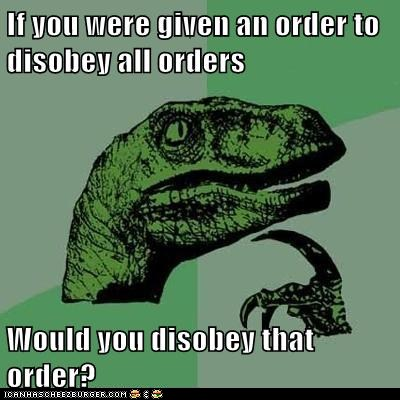 If you were given an order to
disobey all orders
Would you disobey that
order?
ICANHASCHEEZBURGER.COM